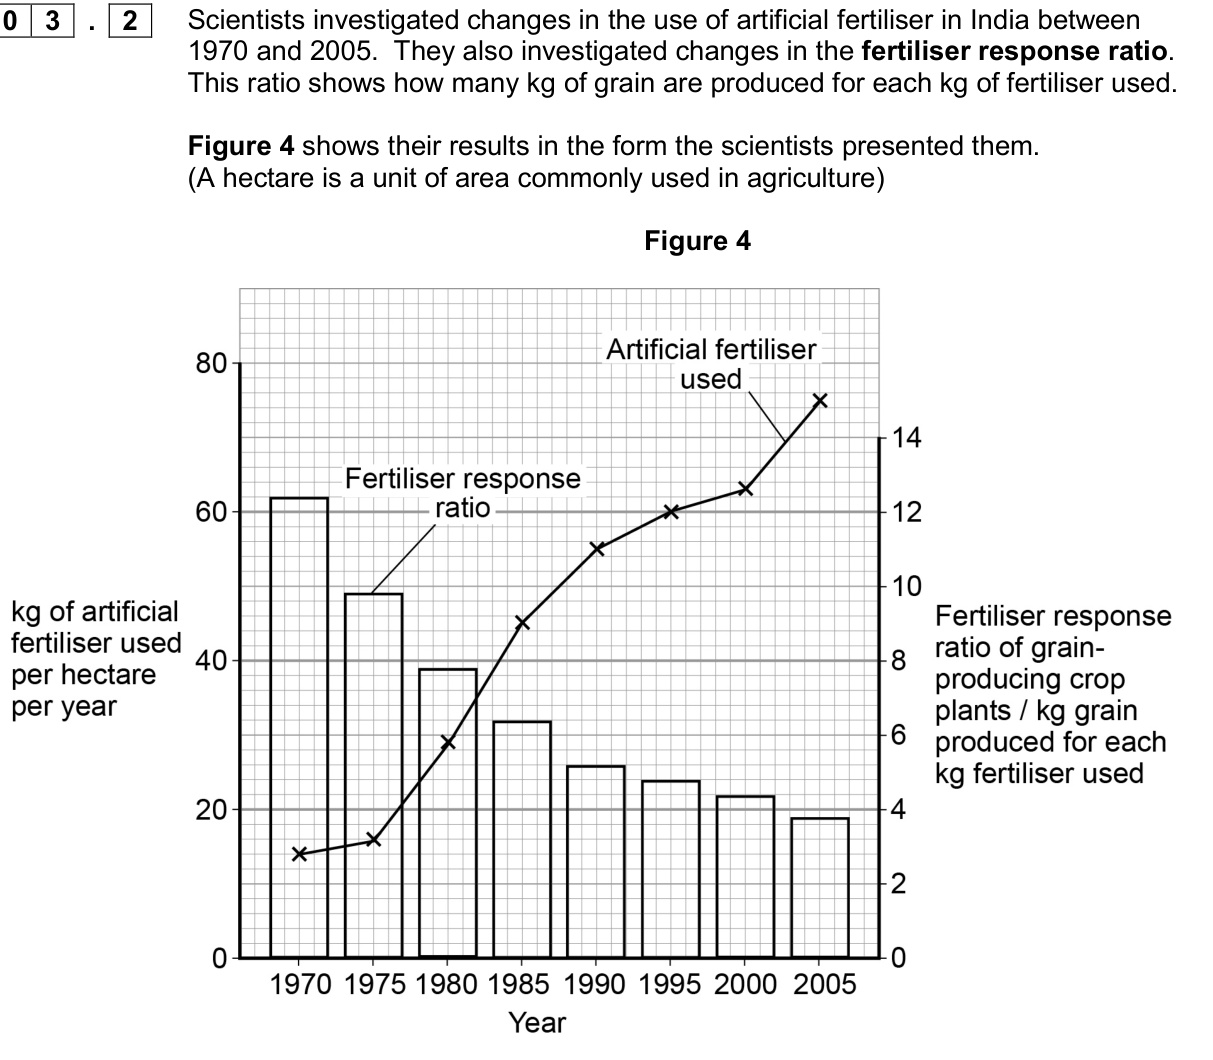 0 3 . 2
Scientists investigated changes in the use of artificial fertiliser in India between
1970 and 2005. They also investigated changes in the fertiliser response ratio.
This ratio shows how many kg of grain are produced for each kg of fertiliser used.
Figure 4 shows their results in the form the scientists presented them.
(A hectare is a unit of area commonly used in agriculture)
Figure 4
Artificial fertiliser
used
Fertiliser response
ratio
80
60
40
20
0
14
12
10
8
6
4
2
0
kg of artificial
fertiliser used
per hectare
per year
Fertiliser response
ratio of grain-
producing crop
plants / kg grain
produced for each
kg fertiliser used
1970 1975 1980 1985 1990 1995 2000 2005
Year